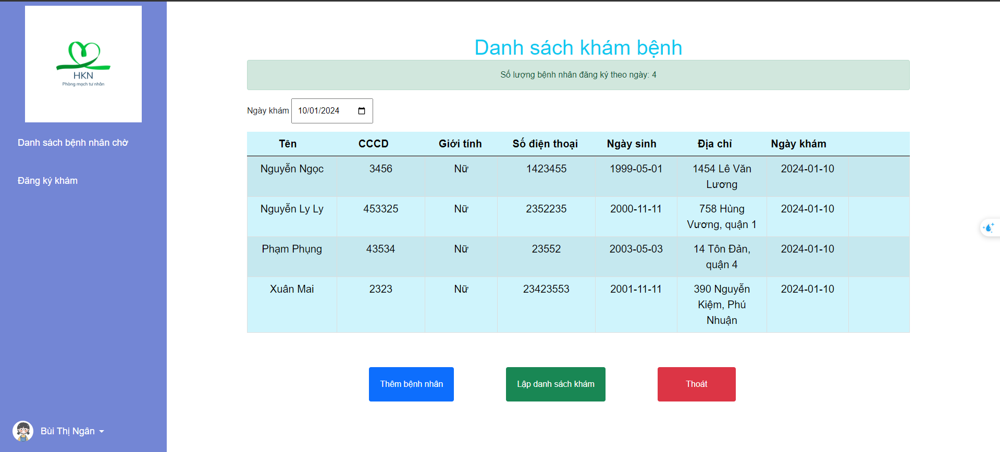 HKN
Phòng mạch tư nhân
Danh sách bệnh nhân chờ
Đăng ký khám
Bùi Thị Ngân
Danh sách khám bệnh
Số lượng bệnh nhân đăng ký theo ngày: 4
Ngày khám 10/01/2024
Tên CCCD Giới tính Số điện thoại Ngày sinh Địa chỉ Ngày khám
Nguyễn Ngọc 3456 Nữ 1423455 1999-05-01 1454 Lê Văn 2024-01-10
Lương
Nguyễn Ly Ly 453325 Nữ 2352235 2000-11-11 758 Hùng 2024-01-10
Vương, quận 1
Phạm Phụng 43534 Nữ 23552 2003-05-03 14 Tôn Đản, 2024-01-10
quận 4
Xuân Mai 2323 Nữ 23423553 2001-11-11 390 Nguyễn 2024-01-10
Kiệm, Phú
Nhuận
Thêm bệnh nhân Lập danh sách khám Thoát